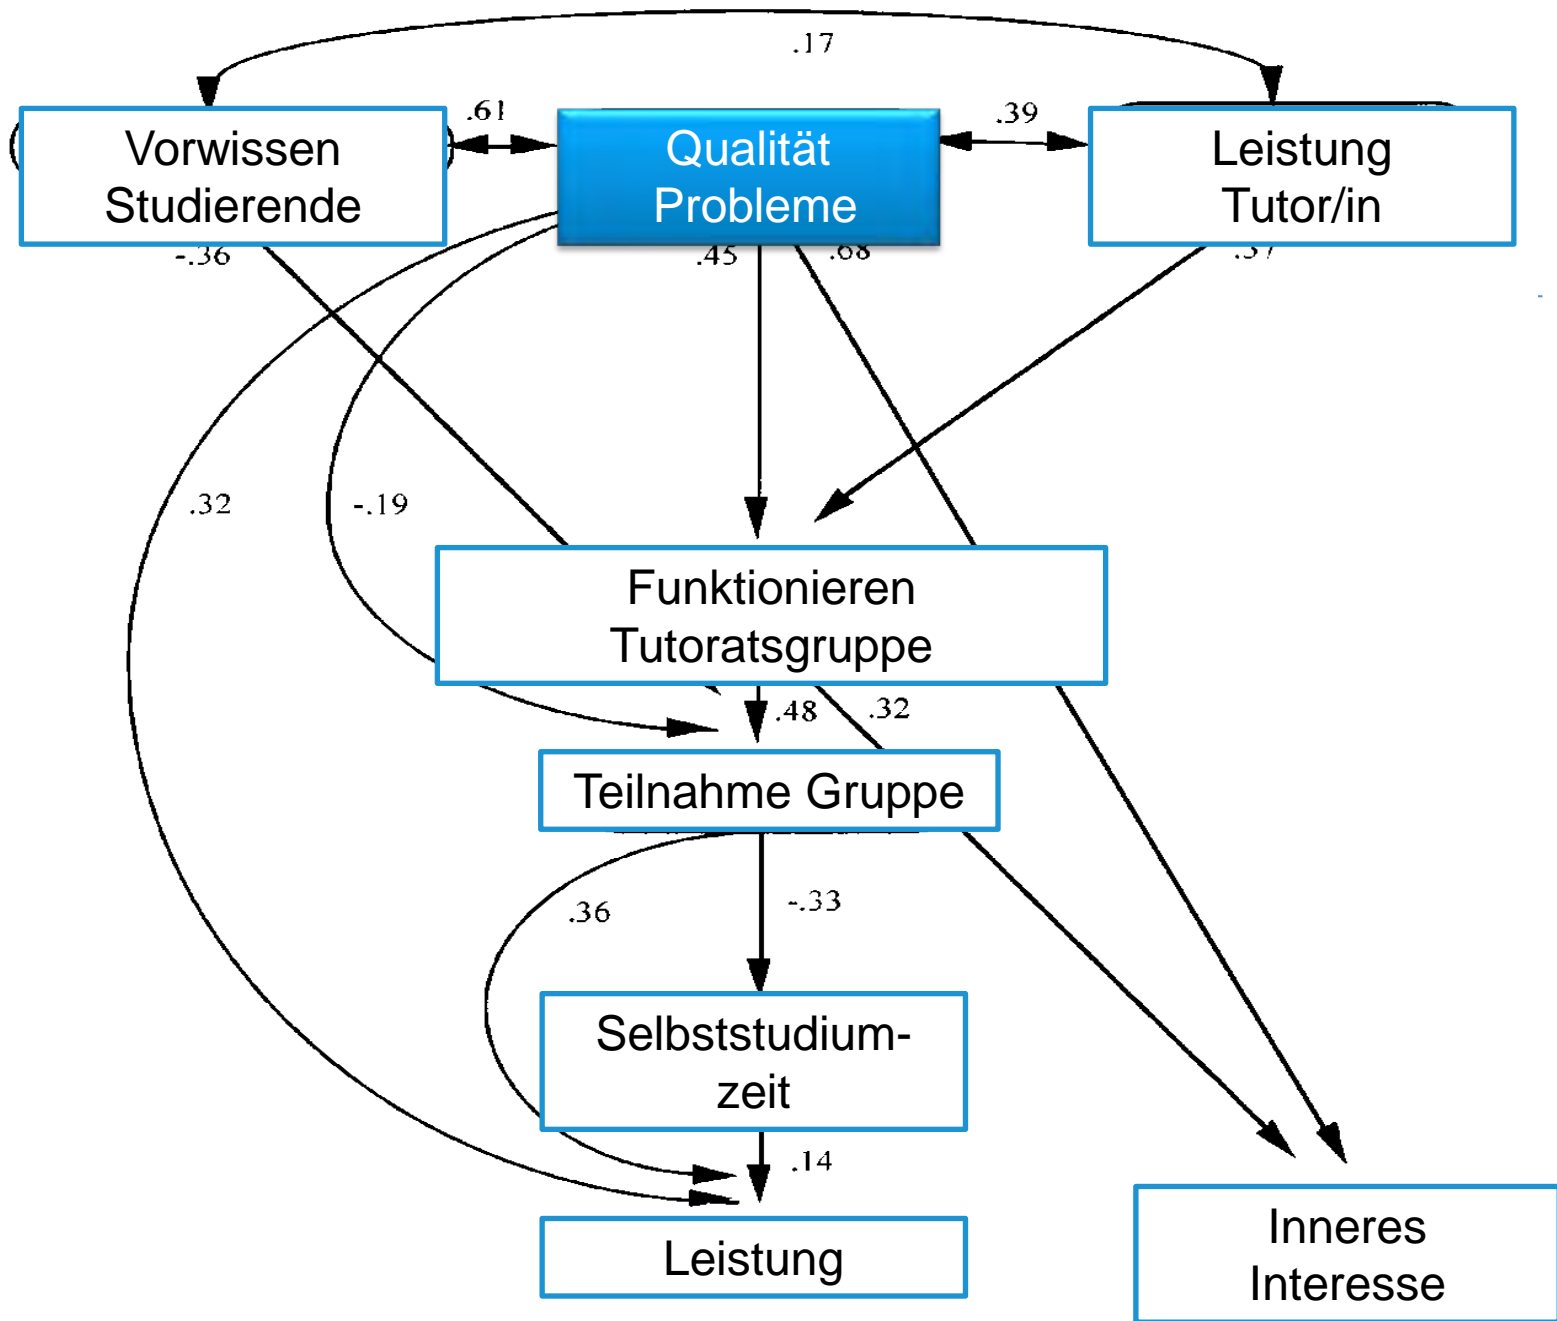 .17
.61
.39
Vorwissen
Studierende
Qualität
Probleme
Leistung
Tutor/in
-.36
.45
.68
.32
-.19
Funktionieren
Tutoratsgruppe
.48
.32
Teilnahme Gruppe
.36
-.33
Selbststudium-
zeit
.14
Leistung
Inneres
Interesse